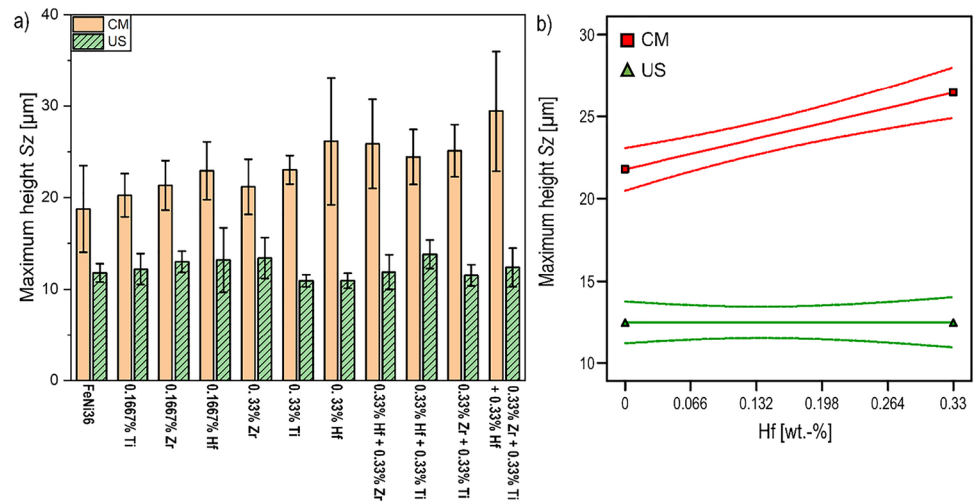 a)
CM
US
Maximum height Sz [µm]
40
30
20
10
0
FeNi36
0.1667% Ti
0.1667% Zr
0.1667% Hf
0. 33% Zr
0. 33% Ti
0. 33% Hf
0.33% Hf + 0.33% Zr
0.33% Hf + 0.33% Ti
0.33% Zr + 0.33% Ti
0.33% Zr + 0.33% Ti
+ 0.33% Hf
b)
CM
US
Maximum height Sz [µm]
30
25
20
15
10
0
0.066
0.132
0.198
0.264
0.33
Hf [wt.-%]